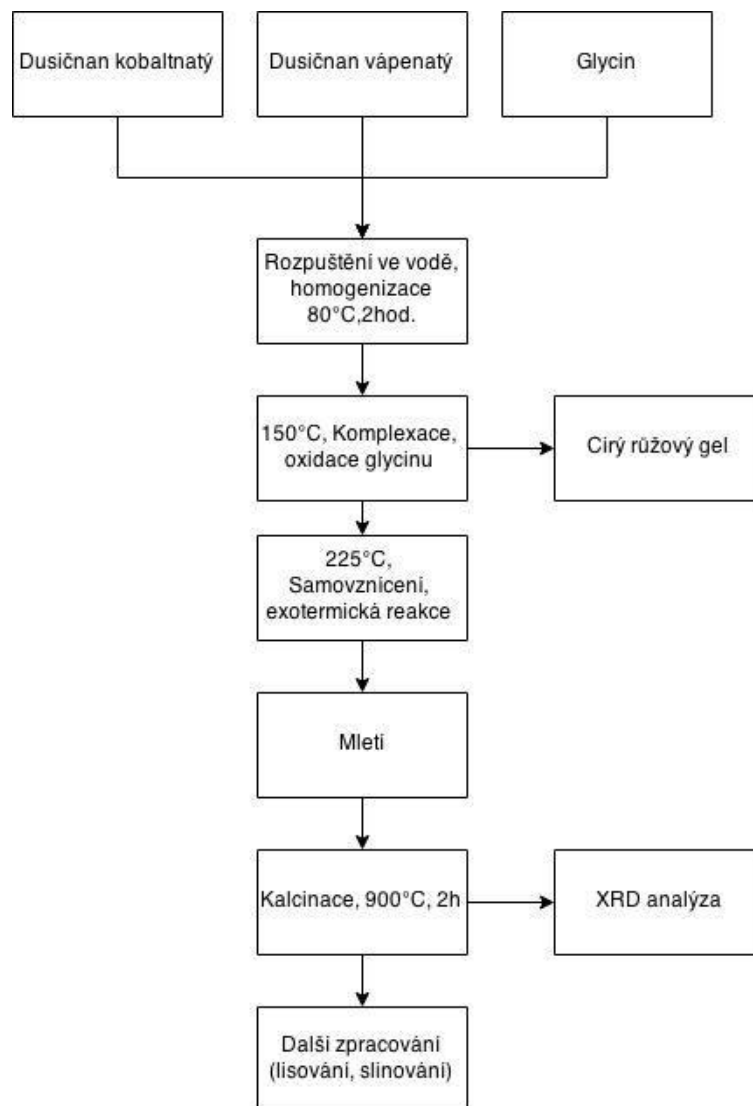 Dusičnan kobaltnatý
Dusičnan vápenatý
Glycin
Rozpuštění ve vodě,
homogenizace
80°C,2hod.
150°C, Komplexace,
oxidace glycinu
Čirý růžový gel
225°C,
Samovznícení,
exotermická reakce
Mletí
Kalcinace, 900°C, 2h
XRD analýza
Další zpracování
(lisování, slinování)